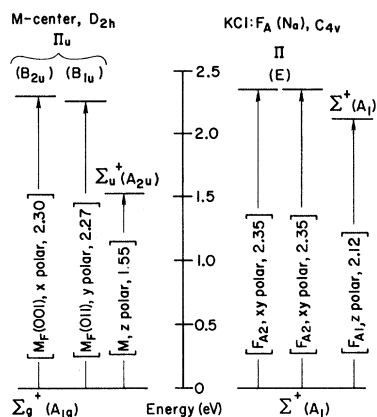 M-center, D2h
Πu
(B2u) (B1u)
Σu+(A2u)
[MF(001), x polar, 2.30]
[MF(011), y polar, 2.27]
[M, z polar, 1.55]
Σg+(A1g)
2.5
2.0
1.5
1.0
0.5
0
Energy (eV)
KCl:FA(Na), C4v
Π
(E)
Σ+(A1)
[FA2, xy polar, 2.35]
[FA2, xy polar, 2.35]
[FA1, z polar, 2.12]
Σ+(A1)